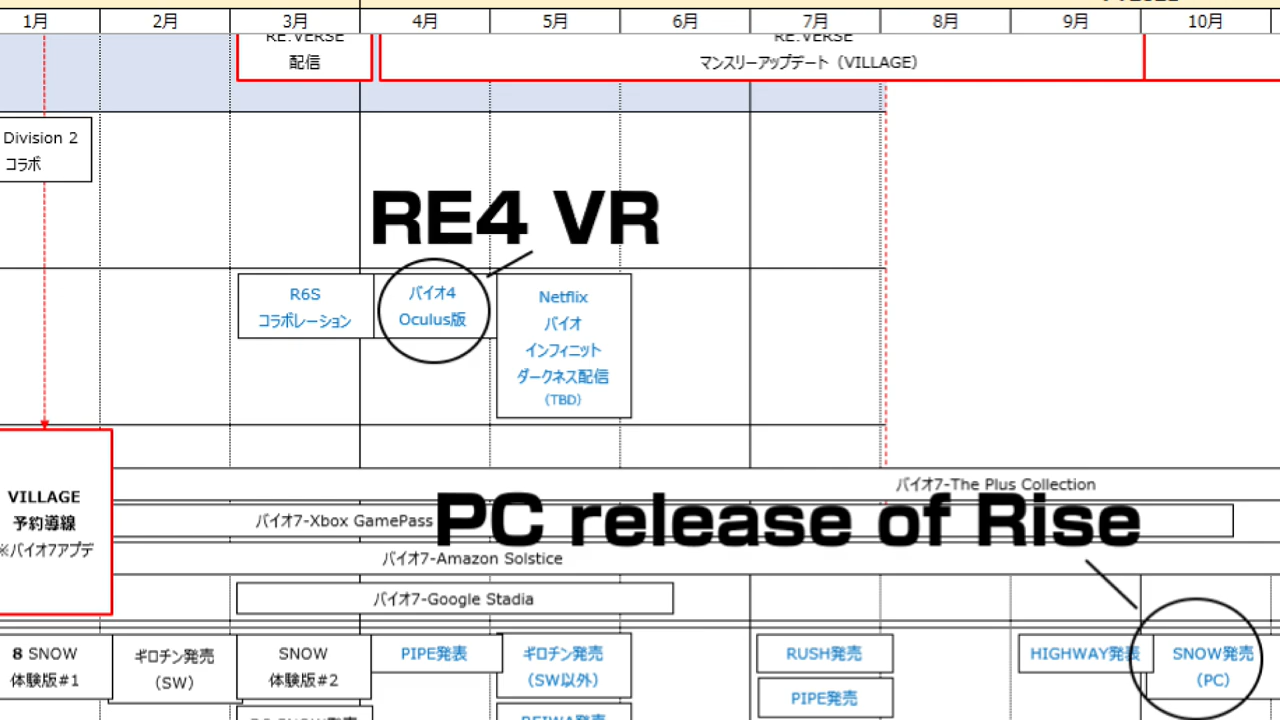 1月 2月 3月 4月 5月 6月 7月 8月 9月 10月
RE:VERSE
配信
RE:VERSE
マンスリーアップデート（VILLAGE）
Division 2
コラボ
RE4 VR
R6S
コラボレーション
バイオ4
Oculus版
Netflix
バイオ
インフィニット
ダークネス配信
（TBD）
VILLAGE
予約導線
※バイオ7アプデ
バイオ7-The Plus Collection
バイオ7-Xbox GamePass
PC release of Rise
バイオ7-Amazon Solstice
バイオ7-Google Stadia
8 SNOW
体験版#1
ギロチン発売
（SW）
SNOW
体験版#2
PIPE発表
ギロチン発売
（SW以外）
RUSH発売
PIPE発売
HIGHWAY発表
SNOW発売
（PC）